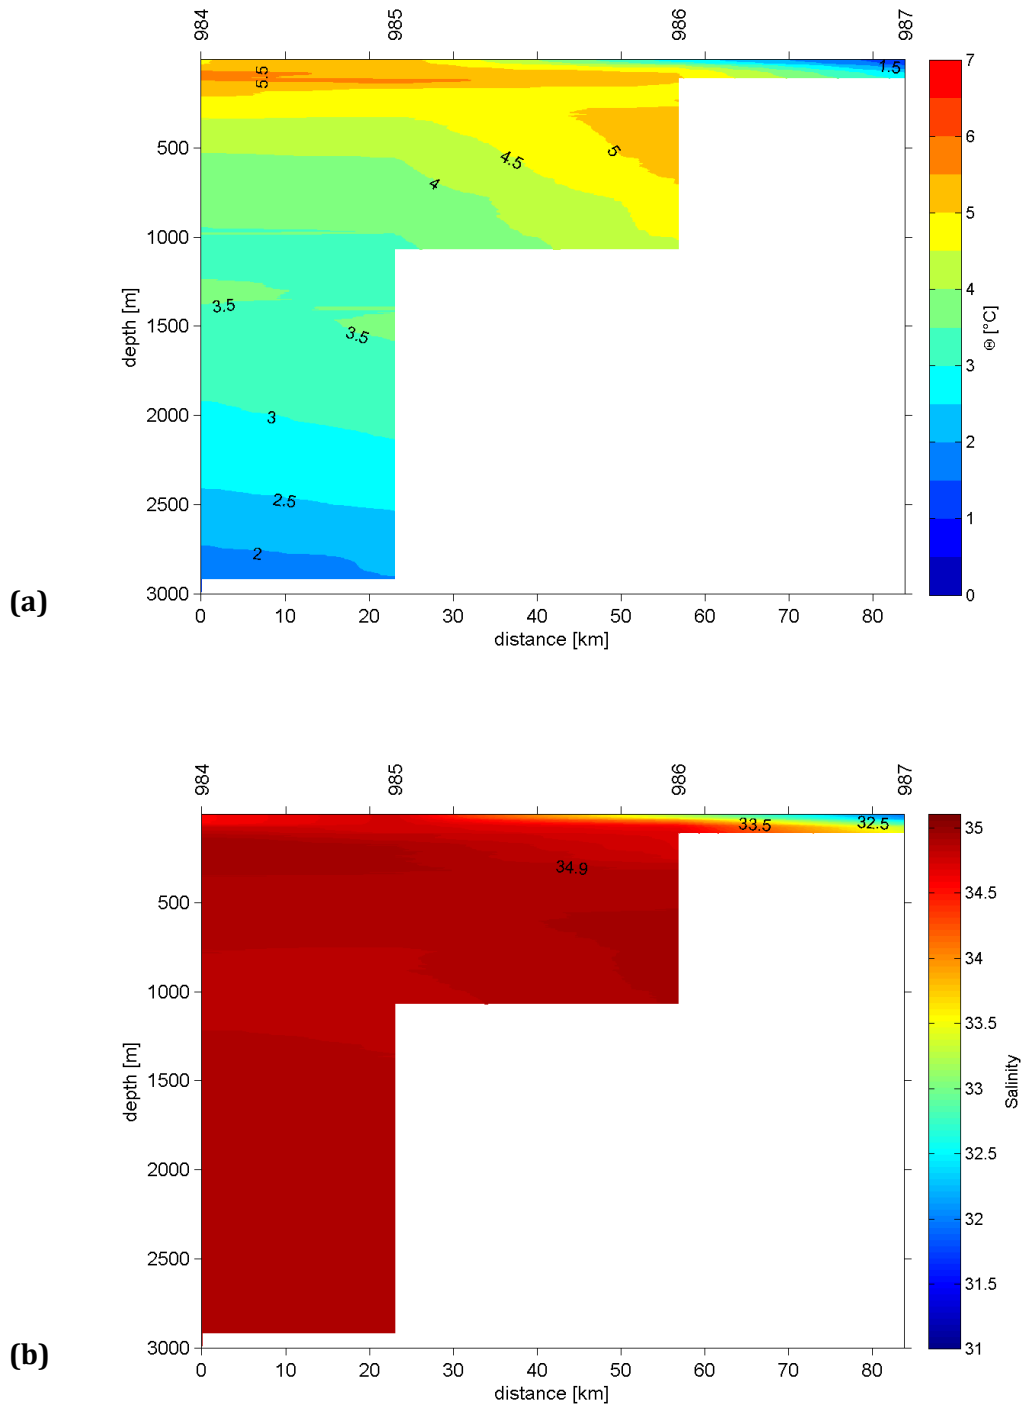 984 985 986 987
5.5 1.5
7
6
500 4.5 5
5
4
1000
4
depth [m] 3.5 Θ [°C]
1500 3.5
3
2000 3
2
2500 2.5
1
2
(a) 3000 0
0 10 20 30 40 50 60 70 80
distance [km]
984 985 986 987
33.5 32.5
35
34.9
500 34.5
34
1000
33.5
depth [m] Salinity
1500 33
32.5
2000
32
2500
31.5
(b) 3000 31
0 10 20 30 40 50 60 70 80
distance [km]